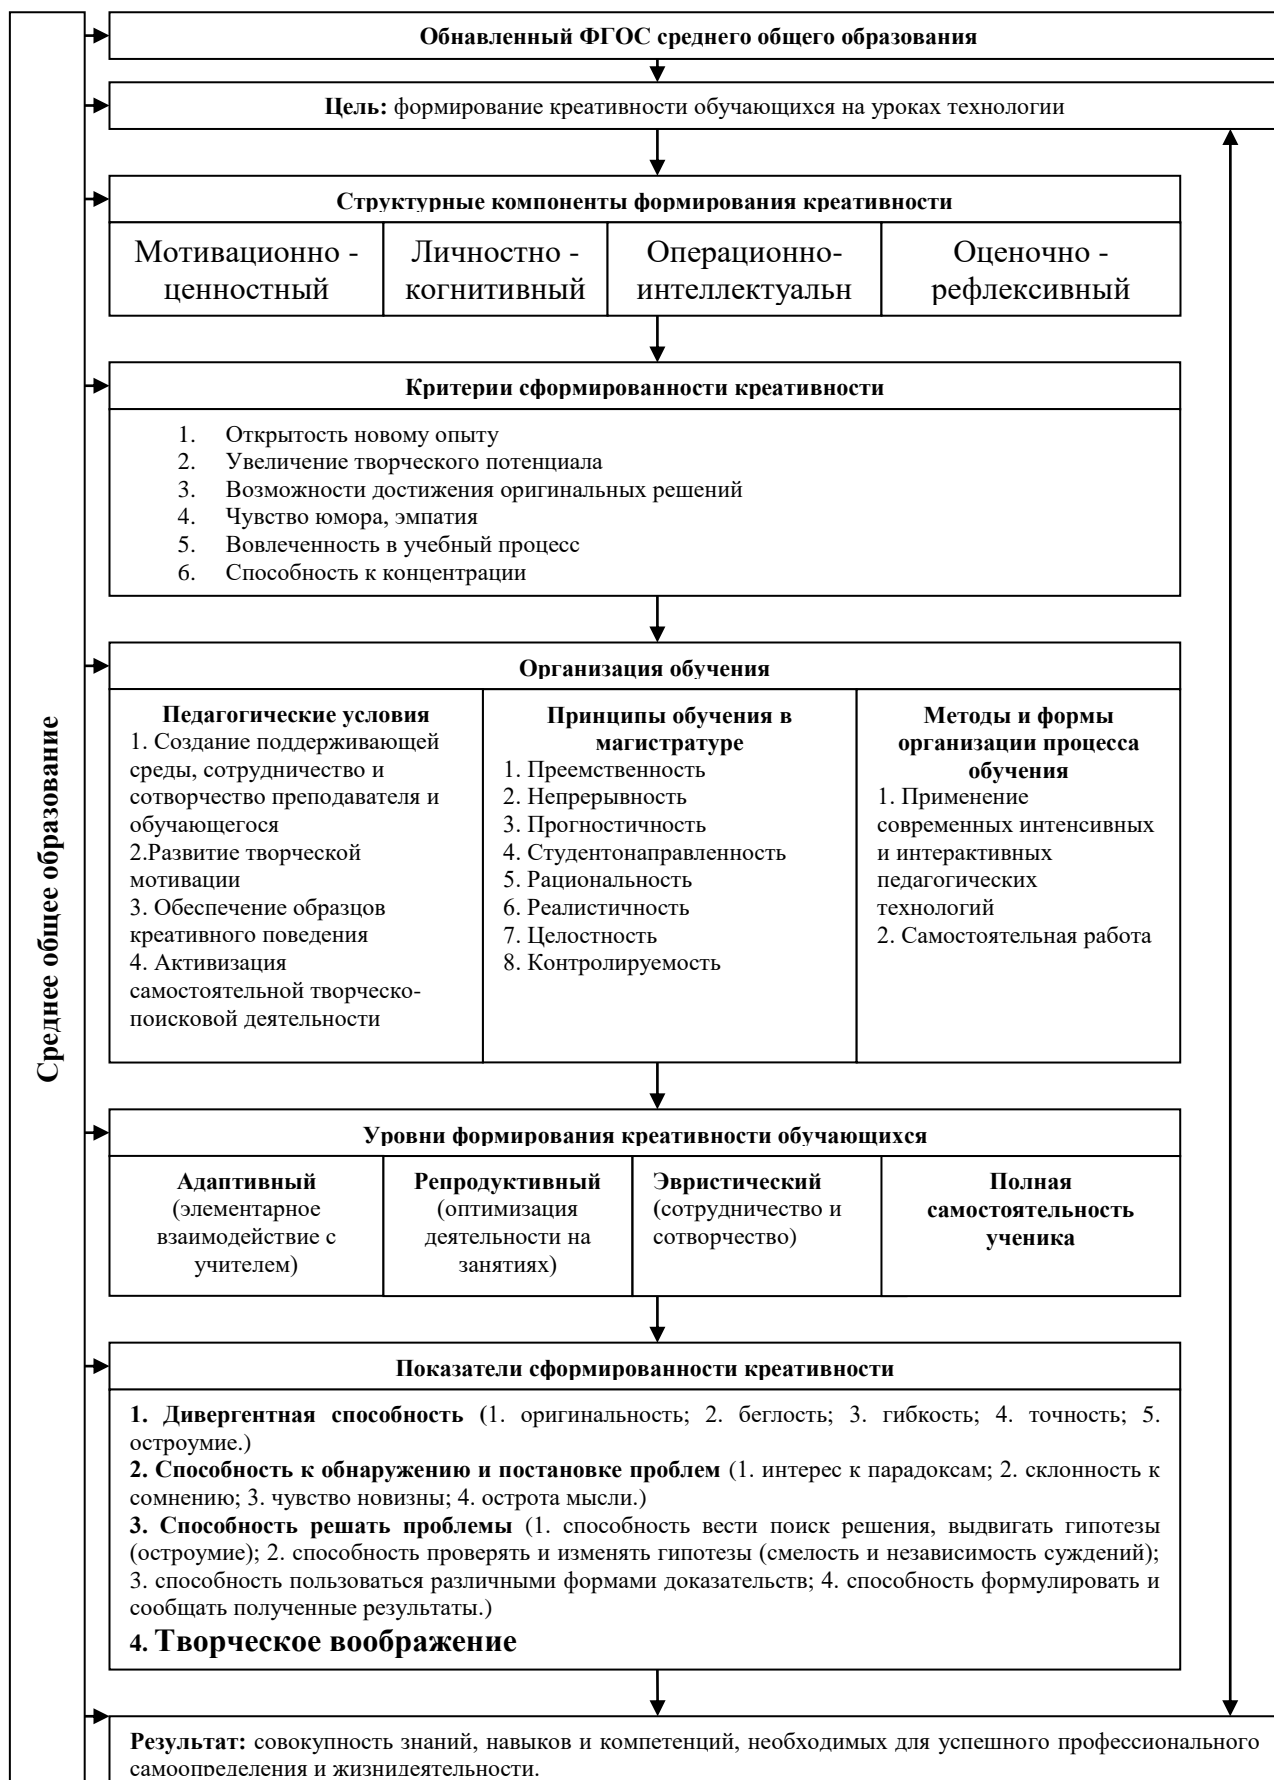 Обнавленный ФГОС среднего общего образования
Цель: формирование креативности обучающихся на уроках технологии
Структурные компоненты формирования креативности
Мотивационно -
ценностный
Личностно -
когнитивный
Операционно-
интеллектуальн
Оценочно -
рефлексивный
Критерии сформированности креативности
1. Открытость новому опыту
2. Увеличение творческого потенциала
3. Возможности достижения оригинальных решений
4. Чувство юмора, эмпатия
5. Вовлеченность в учебный процесс
6. Способность к концентрации
Среднее общее образование
Организация обучения
Педагогические условия
1. Создание поддерживающей
среды, сотрудничество и
сотворчество преподавателя и
обучающегося
2.Развитие творческой
мотивации
3. Обеспечение образцов
креативного поведения
4. Активизация
самостоятельной творческо-
поисковой деятельности
Принципы обучения в
магистратуре
1. Преемственность
2. Непрерывность
3. Прогностичность
4. Студентонаправленность
5. Рациональность
6. Реалистичность
7. Целостность
8. Контролируемость
Методы и формы
организации процесса
обучения
1. Применение
современных интенсивных
и интерактивных
педагогических
технологий
2. Самостоятельная работа
Уровни формирования креативности обучающихся
Адаптивный
(элементарное
взаимодействие с
учителем)
Репродуктивный
(оптимизация
деятельности на
занятиях)
Эвристический
(сотрудничество и
сотворчество)
Полная
самостоятельность
ученика
Показатели сформированности креативности
1. Дивергентная способность (1. оригинальность; 2. беглость; 3. гибкость; 4. точность; 5.
остроумие.)
2. Способность к обнаружению и постановке проблем (1. интерес к парадоксам; 2. склонность к
сомнению; 3. чувство новизны; 4. острота мысли.)
3. Способность решать проблемы (1. способность вести поиск решения, выдвигать гипотезы
(остроумие); 2. способность проверять и изменять гипотезы (смелость и независимость суждений);
3. способность пользоваться различными формами доказательств; 4. способность формулировать и
сообщать полученные результаты.)
4. Творческое воображение
Результат: совокупность знаний, навыков и компетенций, необходимых для успешного профессионального
самоопределения и жизнидеятельности.